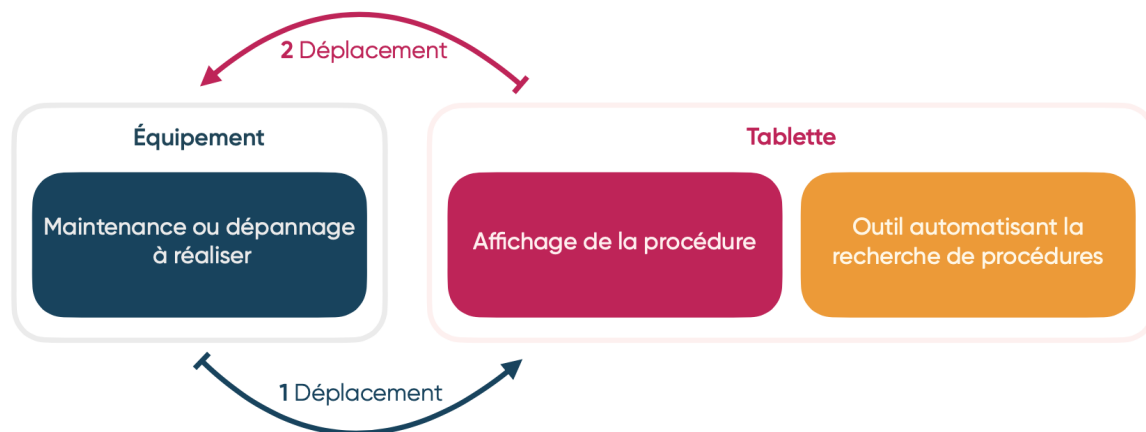 2 Déplacement
Équipement
Maintenance ou dépannage
à réaliser
Tablette
Affichage de la procédure
Outil automatisant la
recherche de procédures
1 Déplacement